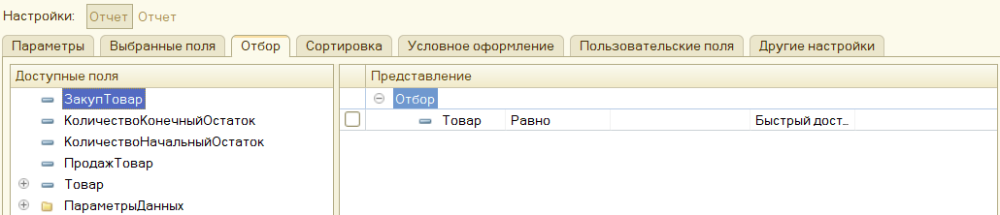 Настройки: Отчет Отчет
Параметры Выбранные поля Отбор Сортировка Условное оформление Пользовательские поля Другие настройки
Доступные поля Представление
ЗакупТовар Отбор
КоличествоКонечныйОстаток Товар Равно Быстрый дост...
КоличествоНачальныйОстаток
ПродажТовар
Товар
ПараметрыДанных